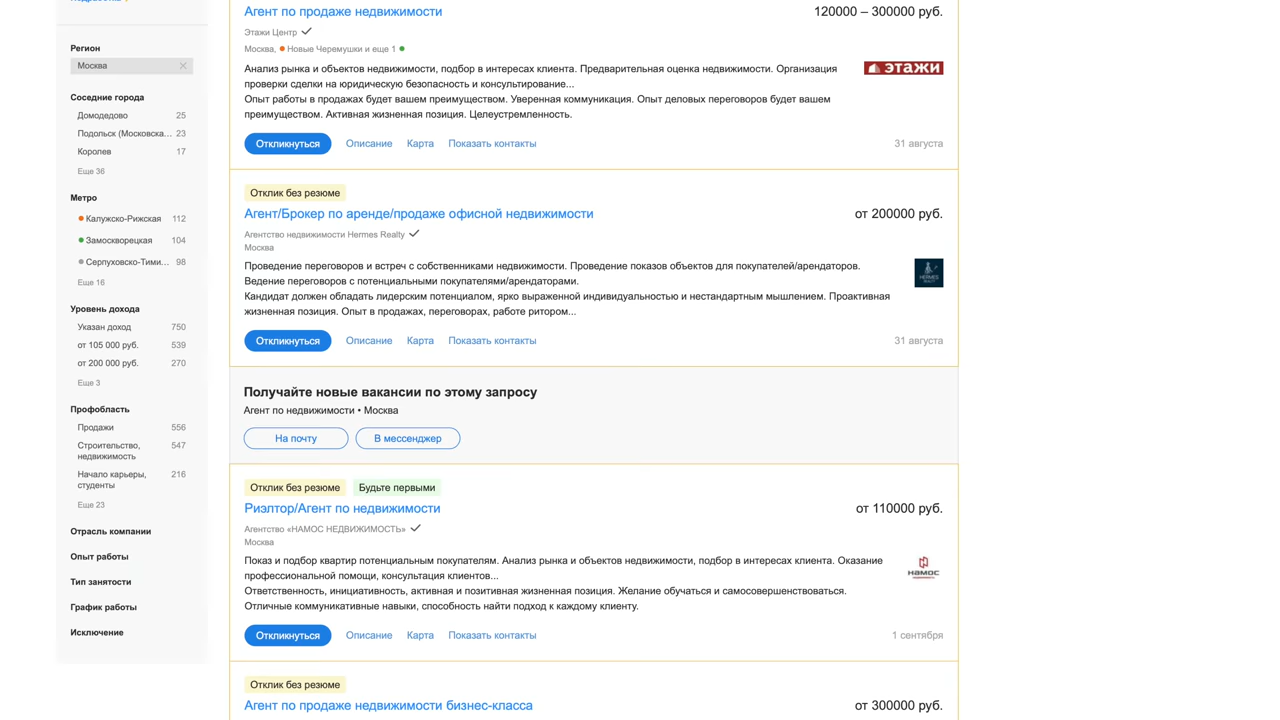 Регион
Москва
Соседние города
Домодедово 25
Подольск (Московска... 23
Королев 17
Еще 36
Метро
Калужско-Рижская 112
Замоскворецкая 104
Серпуховско-Тими... 98
Еще 16
Уровень дохода
Указан доход 750
от 105 000 руб. 539
от 200 000 руб. 270
Еще 3
Профобласть
Продажи 556
Строительство, 547
недвижимость
Начало карьеры, 216
студенты
Еще 23
Отрасль компании
Опыт работы
Тип занятости
График работы
Исключение
Агент по продаже недвижимости 120000 – 300000 руб.
Этажи Центр
Москва, Новые Черемушки и еще 1
Анализ рынка и объектов недвижимости, подбор в интересах клиента. Предварительная оценка недвижимости. Организация
проверки сделки на юридическую безопасность и консультирование...
Опыт работы в продажах будет вашем преимуществом. Уверенная коммуникация. Опыт деловых переговоров будет вашем
преимуществом. Активная жизненная позиция. Целеустремленность.
этажи
Откликнуться Описание Карта Показать контакты 31 августа
Отклик без резюме
Агент/Брокер по аренде/продаже офисной недвижимости от 200000 руб.
Агентство недвижимости Hermes Realty
Москва
Проведение переговоров и встреч с собственниками недвижимости. Проведение показов объектов для покупателей/арендаторов.
Ведение переговоров с потенциальными покупателями/арендаторами.
Кандидат должен обладать лидерским потенциалом, ярко выраженной индивидуальностью и нестандартным мышлением. Проактивная
жизненная позиция. Опыт в продажах, переговорах, работе ритором...
HERMES
Откликнуться Описание Карта Показать контакты 31 августа
Получайте новые вакансии по этому запросу
Агент по недвижимости • Москва
На почту В мессенджер
Отклик без резюме Будьте первыми
Риэлтор/Агент по недвижимости от 110000 руб.
Агентство «НАМОС НЕДВИЖИМОСТЬ»
Москва
Показ и подбор квартир потенциальным покупателям. Анализ рынка и объектов недвижимости, подбор в интересах клиента. Оказание
профессиональной помощи, консультация клиентов...
Ответственность, инициативность, активная и позитивная жизненная позиция. Желание обучаться и самосовершенствоваться.
Отличные коммуникативные навыки, способность найти подход к каждому клиенту.
НАМОС
Откликнуться Описание Карта Показать контакты 1 сентября
Отклик без резюме
Агент по продаже недвижимости бизнес-класса от 300000 руб.